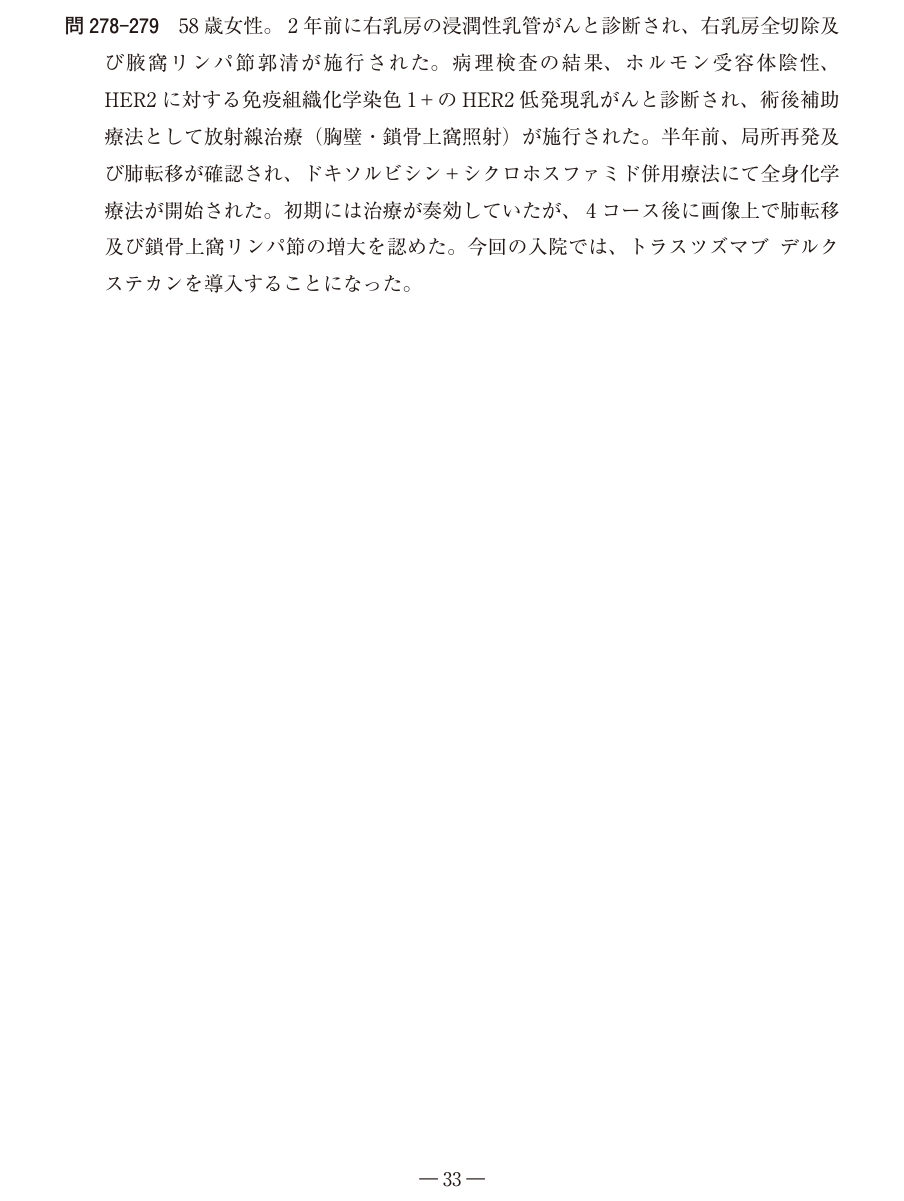 問 278−279 58 歳女性。2 年前に右乳房の浸潤性乳管がんと診断され、右乳房全切除及
び腋窩リンパ節郭清が施行された。病理検査の結果、ホルモン受容体陰性、
HER2 に対する免疫組織化学染色 1+ の HER2 低発現乳がんと診断され、術後補助
療法として放射線治療（胸壁・鎖骨上窩照射）が施行された。半年前、局所再発及
び肺転移が確認され、ドキソルビシン + シクロホスファミド併用療法にて全身化学
療法が開始された。初期には治療が奏効していたが、4 コース後に画像上で肺転移
及び鎖骨上窩リンパ節の増大を認めた。今回の入院では、トラスツズマブ デルク
ステカンを導入することになった。
— 33 —